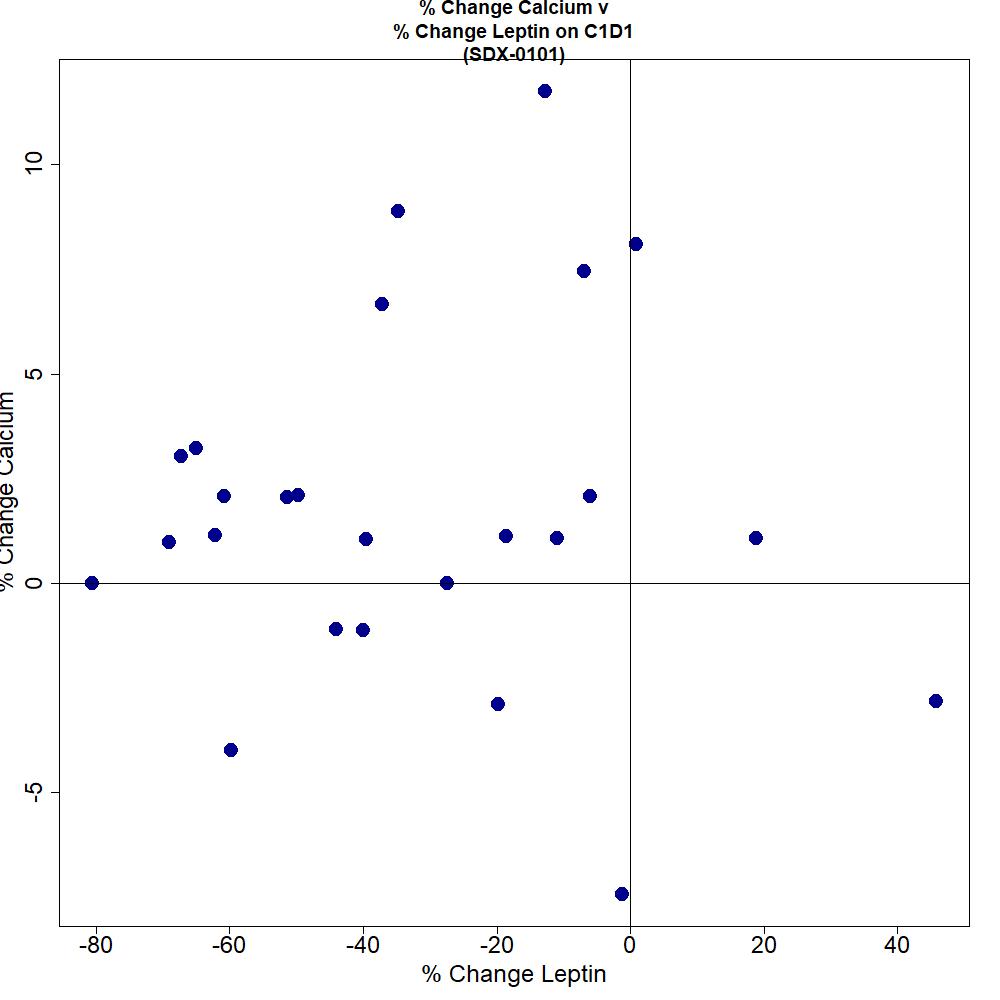 % Change Calcium v
% Change Leptin on C1D1
(SDX-0101)
% Change Calcium
10
5
0
-5
-80 -60 -40 -20 0 20 40
% Change Leptin